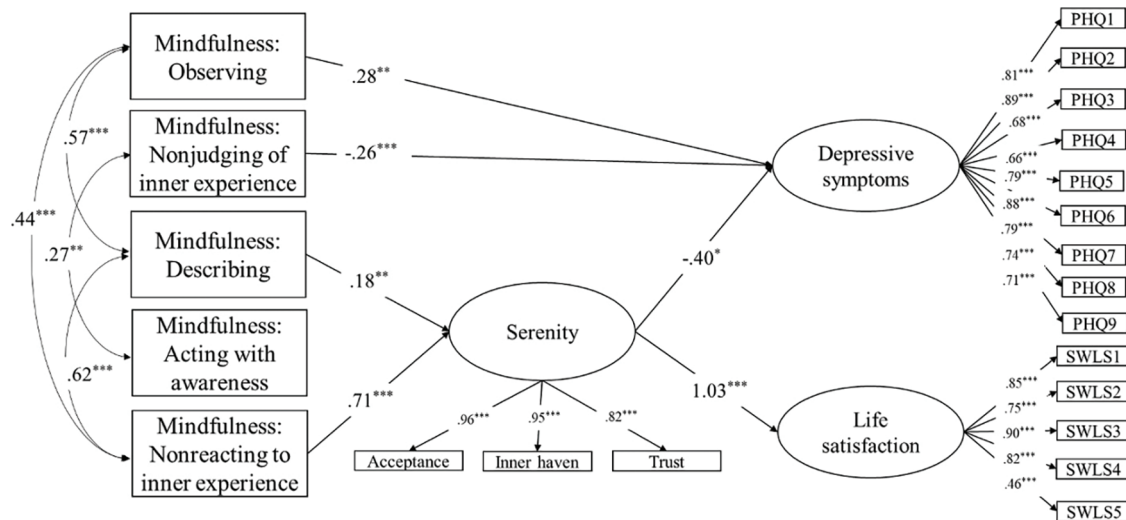 Mindfulness:
Observing
Mindfulness:
Nonjudging of
inner experience
Mindfulness:
Describing
Mindfulness:
Acting with
awareness
Mindfulness:
Nonreacting to
inner experience
.57***
.44***
.27**
.62***
.28**
-.26***
.18**
.71***
Serenity
.96***
.95***
.82***
Acceptance
Inner haven
Trust
-.40*
1.03***
Depressive
symptoms
.81***
.89***
.68***
.66***
.79***
.88***
.79***
.74***
.71***
PHQ1
PHQ2
PHQ3
PHQ4
PHQ5
PHQ6
PHQ7
PHQ8
PHQ9
Life
satisfaction
.85***
.75***
.90***
.82***
.46***
SWLS1
SWLS2
SWLS3
SWLS4
SWLS5